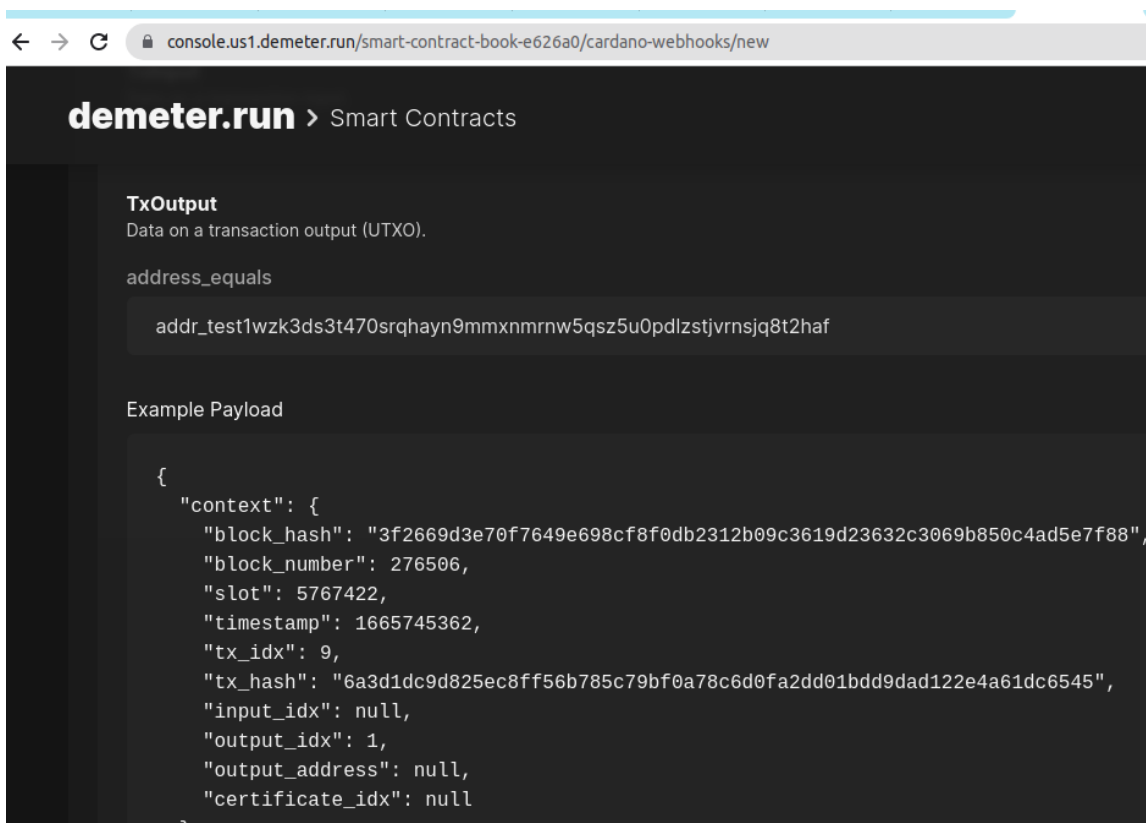 console.us1.demeter.run/smart-contract-book-e626a0/cardano-webhooks/new
demeter.run > Smart Contracts
TxOutput
Data on a transaction output (UTXO).
address_equals
addr_test1wzk3ds3t470srqhayn9mmxnmrnw5qsz5u0pdlzstjvrnsjq8t2haf
Example Payload
{
"context": {
"block_hash": "3f2669d3e70f7649e698cf8f0db2312b09c3619d23632c3069b850c4ad5e7f88",
"block_number": 276506,
"slot": 5767422,
"timestamp": 1665745362,
"tx_idx": 9,
"tx_hash": "6a3d1dc9d825ec8ff56b785c79bf0a78c6d0fa2dd01bdd9dad122e4a61dc6545",
"input_idx": null,
"output_idx": 1,
"output_address": null,
"certificate_idx": null